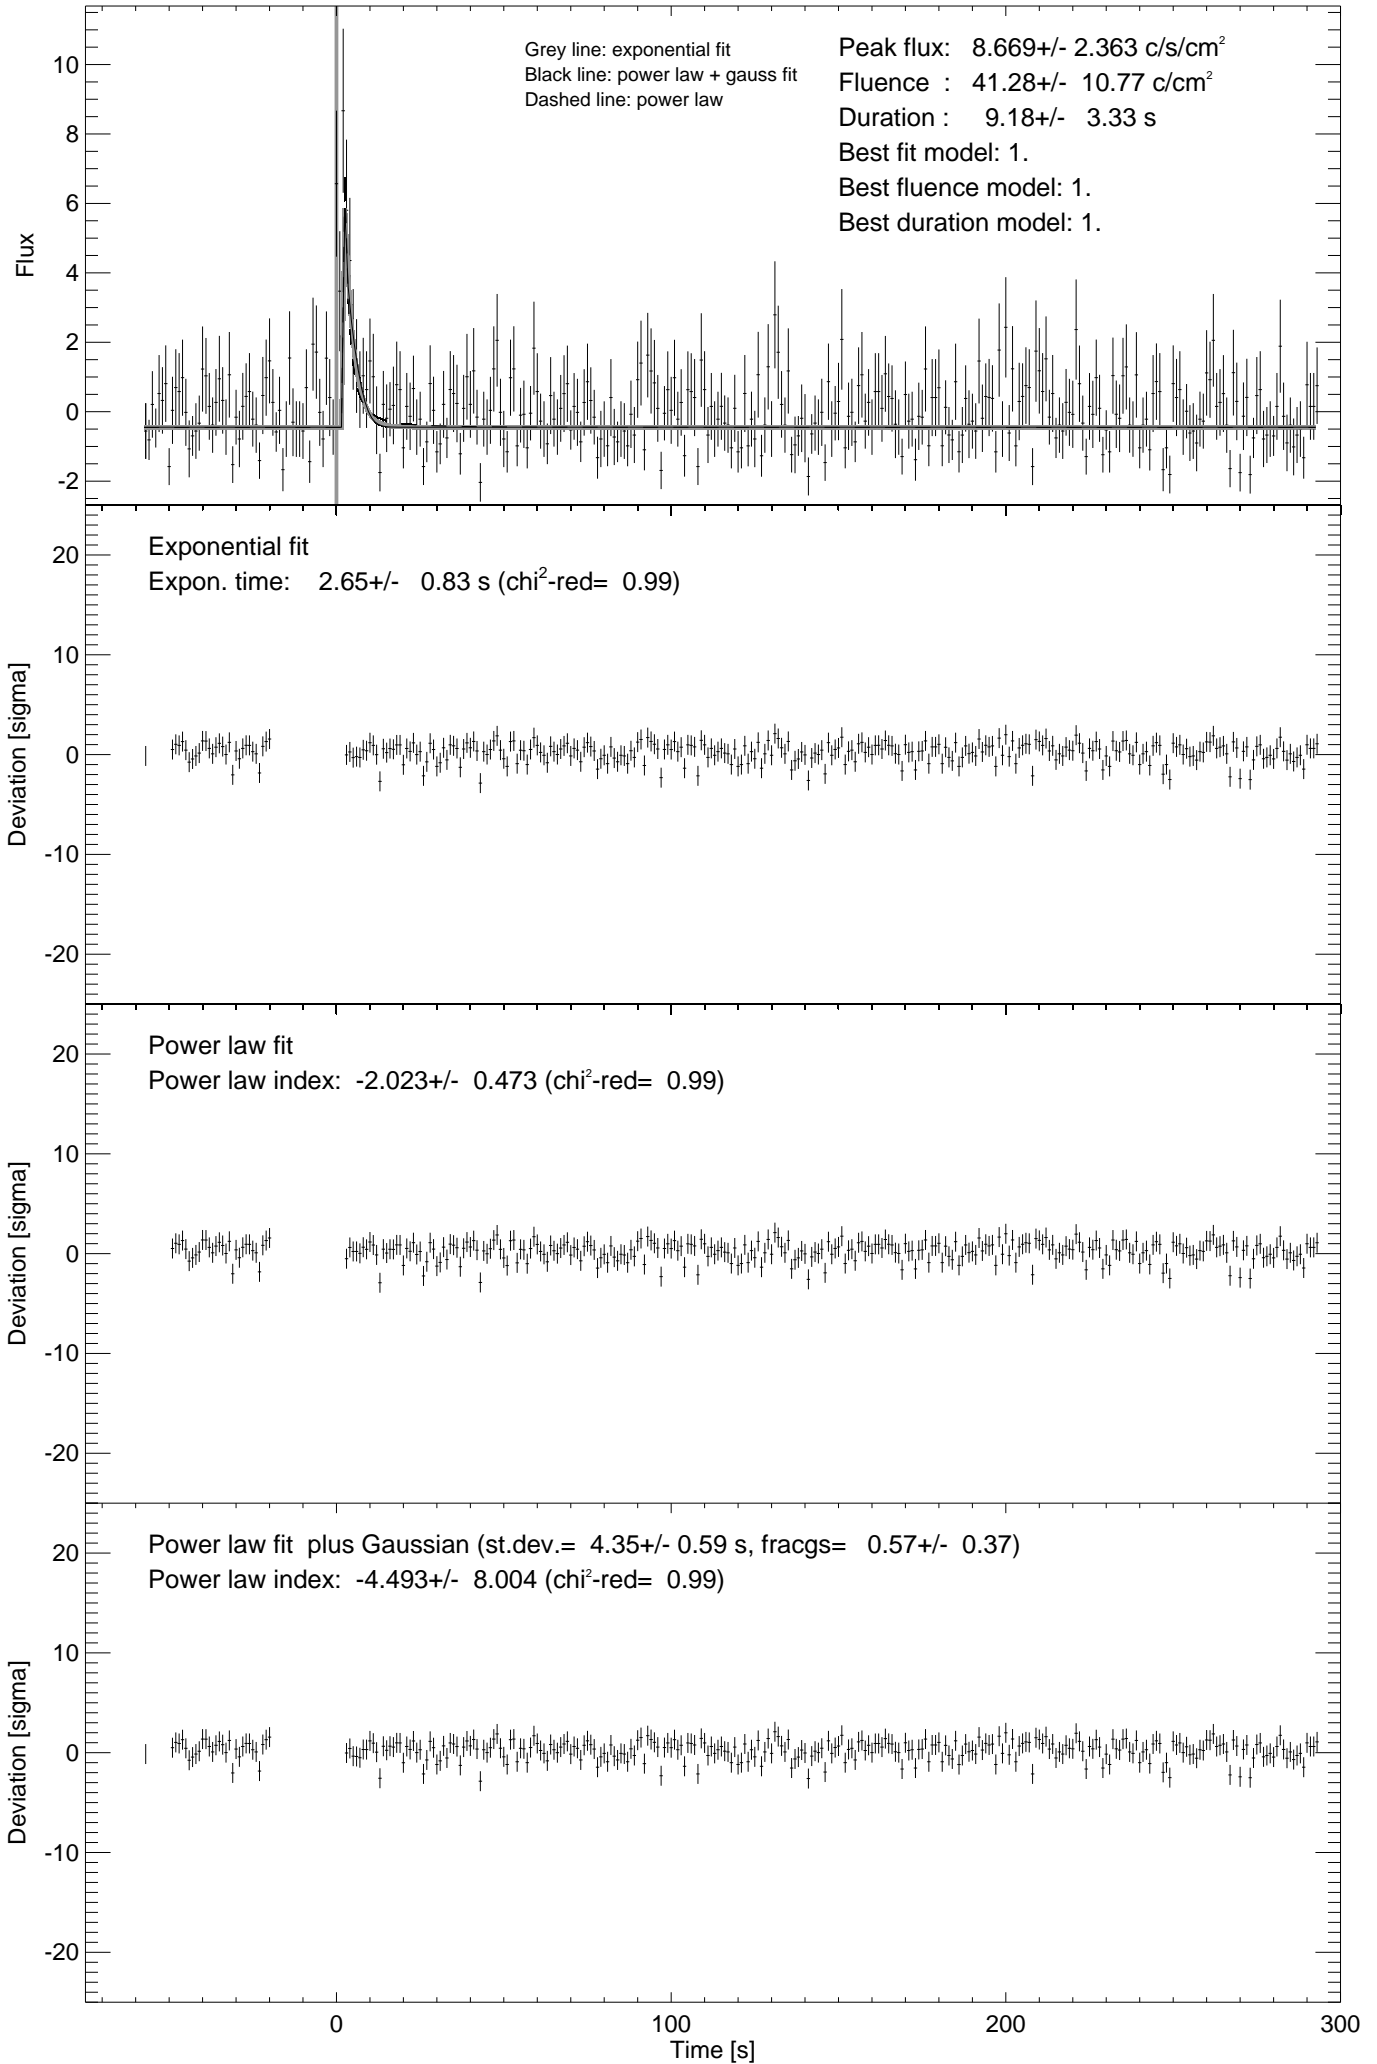 Grey line: exponential fit
Black line: power law + gauss fit
Dashed line: power law
Peak flux: 8.669+/- 2.363 c/s/cm²
Fluence : 41.28+/- 10.77 c/cm²
Duration : 9.18+/- 3.33 s
Best fit model: 1.
Best fluence model: 1.
Best duration model: 1.
Flux
10
8
6
4
2
0
-2
Exponential fit
Expon. time: 2.65+/- 0.83 s (chi²-red= 0.99)
Deviation [sigma]
20
10
0
-10
-20
Power law fit
Power law index: -2.023+/- 0.473 (chi²-red= 0.99)
Deviation [sigma]
20
10
0
-10
-20
Power law fit plus Gaussian (st.dev.= 4.35+/- 0.59 s, fracgs= 0.57+/- 0.37)
Power law index: -4.493+/- 8.004 (chi²-red= 0.99)
Deviation [sigma]
20
10
0
-10
-20
0 100 200 300
Time [s]